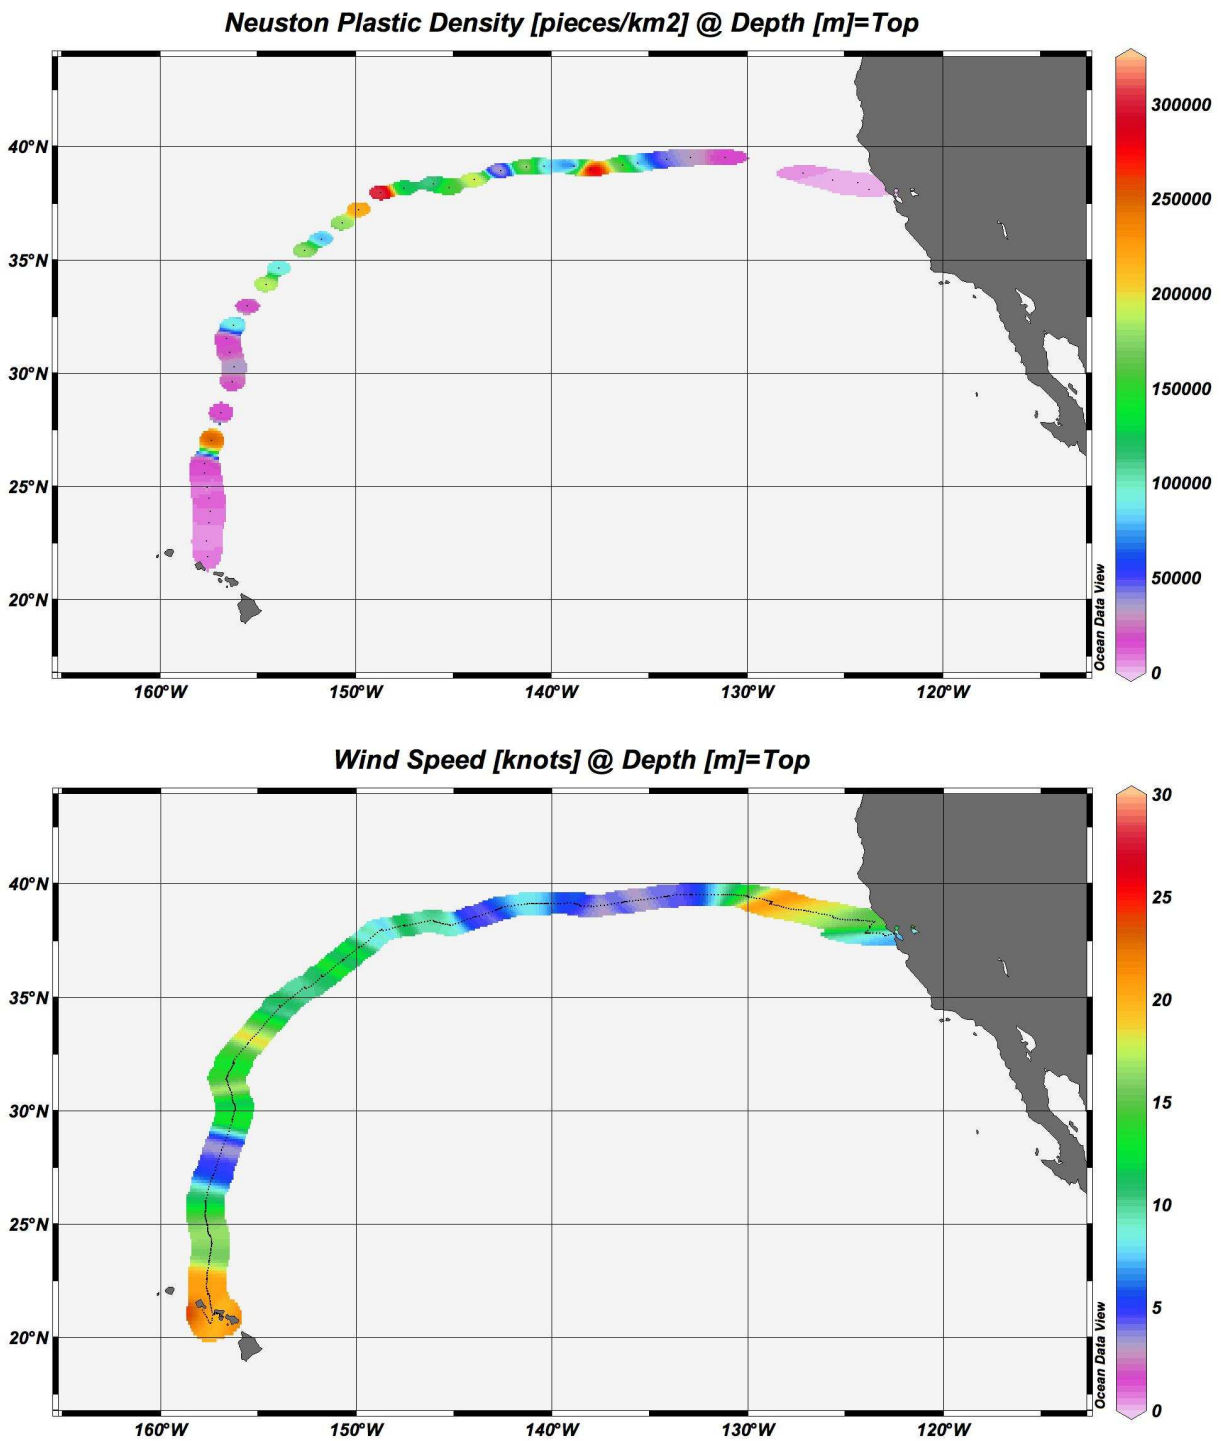 Neuston Plastic Density [pieces/km2] @ Depth [m]=Top
40°N
35°N
30°N
25°N
20°N
160°W
150°W
140°W
130°W
120°W
300000
250000
200000
150000
100000
50000
0
Ocean Data View
Wind Speed [knots] @ Depth [m]=Top
40°N
35°N
30°N
25°N
20°N
160°W
150°W
140°W
130°W
120°W
30
25
20
15
10
5
0
Ocean Data View